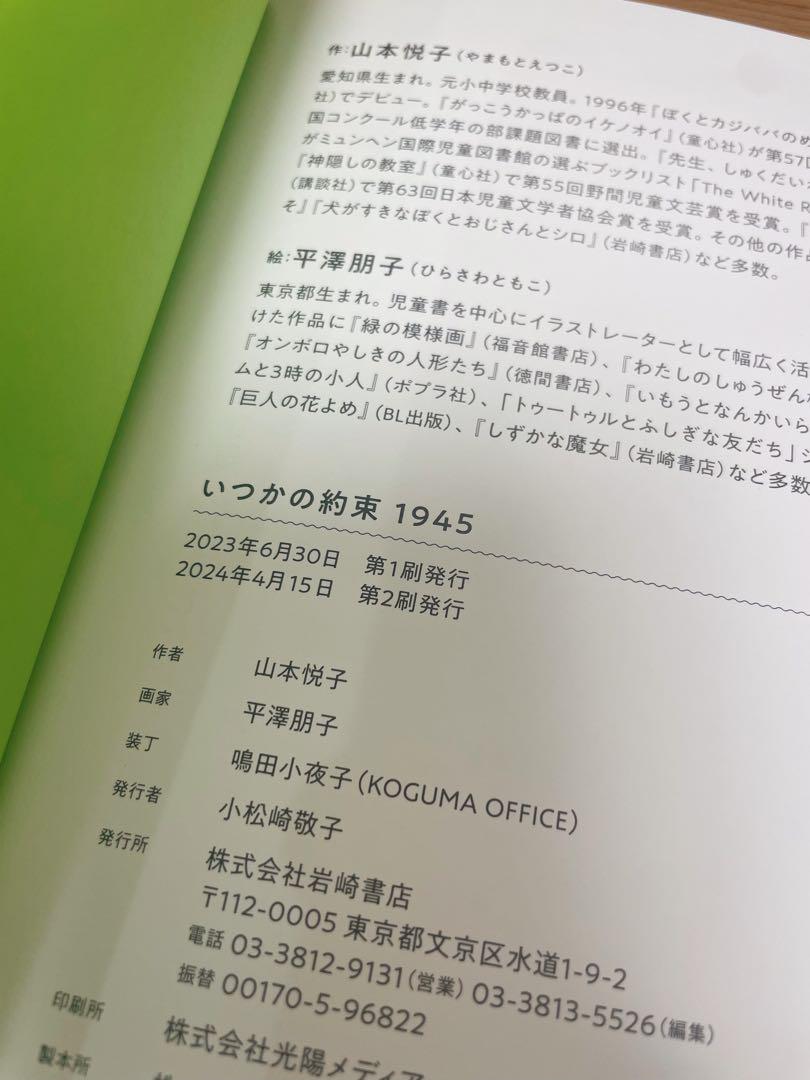 作:山本悦子(やまもとえつこ)
愛知県生まれ。元小中学校教員。1996年『ぼくとカジパパのめ
社)でデビュー。『がっこうかっぱのイケノオイ』(童心社)が第57回
国コンクール低学年の部課題図書に選出。『先生、しゅくだいわ
がミュンヘン国際児童図書館の選ぶブックリスト「The White R
『神隠しの教室』(童心社)で第55回野間児童文芸賞を受賞。『
(講談社)で第63回日本児童文学者協会賞を受賞。その他の作品
そ』『犬がすきなぼくとおじさんとシロ』(岩崎書店)など多数。
絵:平澤朋子(ひらさわともこ)
東京都生まれ。児童書を中心にイラストレーターとして幅広く活
けた作品に『緑の模様画』(福音館書店)、『わたしのしゅうぜん
『オンボロやしきの人形たち』(徳間書店)、『いもうとなんかいら
ムと3時の小人』(ポプラ社)、「トゥートゥルとふしぎな友だち」シ
『巨人の花よめ』(BL出版)、『しずかな魔女』(岩崎書店)など多数
いつかの約束 1945
2023年6月30日 第1刷発行
2024年4月15日 第2刷発行
作者 山本悦子
画家 平澤朋子
装丁 鳴田小夜子(KOGUMA OFFICE)
発行者 小松崎敬子
発行所 株式会社岩崎書店
〒112-0005 東京都文京区水道1-9-2
電話 03-3812-9131(営業) 03-3813-5526(編集)
振替 00170-5-96822
印刷所 株式会社光陽メディア
製本所